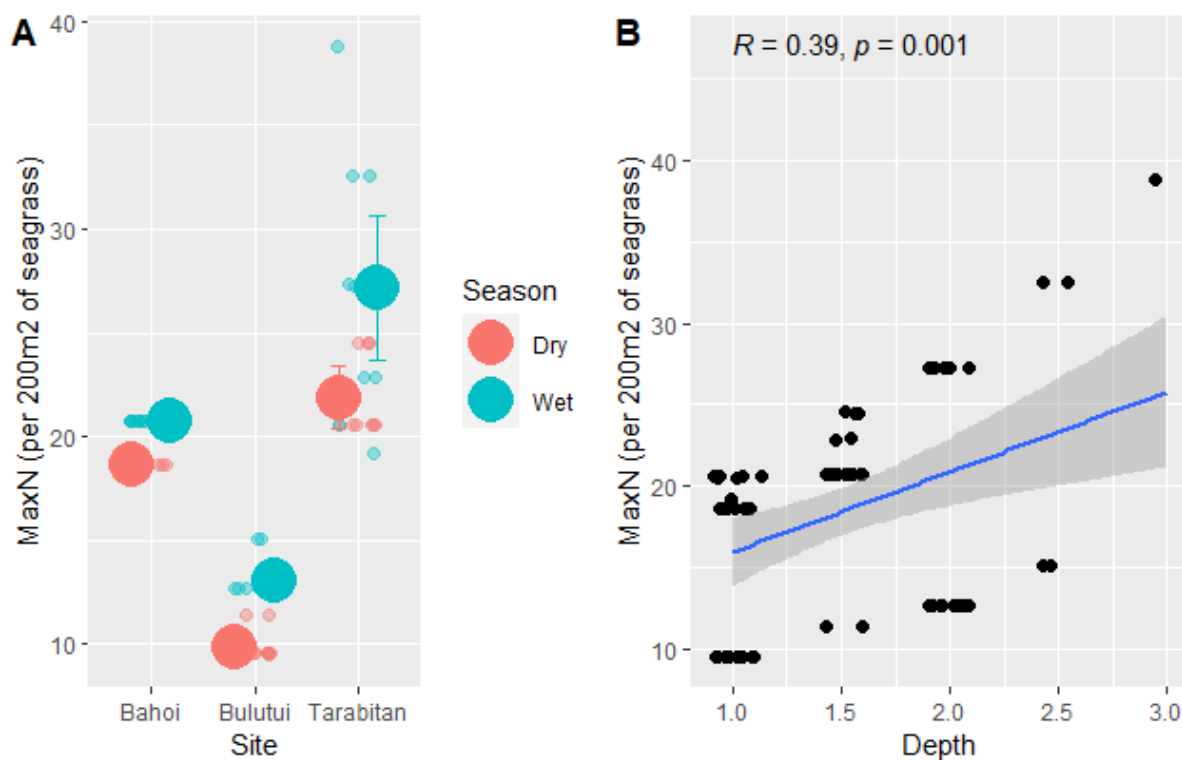 A
MaxN (per 200m2 of seagrass)
40
30
20
10
Bahoi
Bulutui
Tarabitan
Site
Season
Dry
Wet
B
R = 0.39, p = 0.001
MaxN (per 200m2 of seagrass)
40
30
20
10
1.0
1.5
2.0
2.5
3.0
Depth